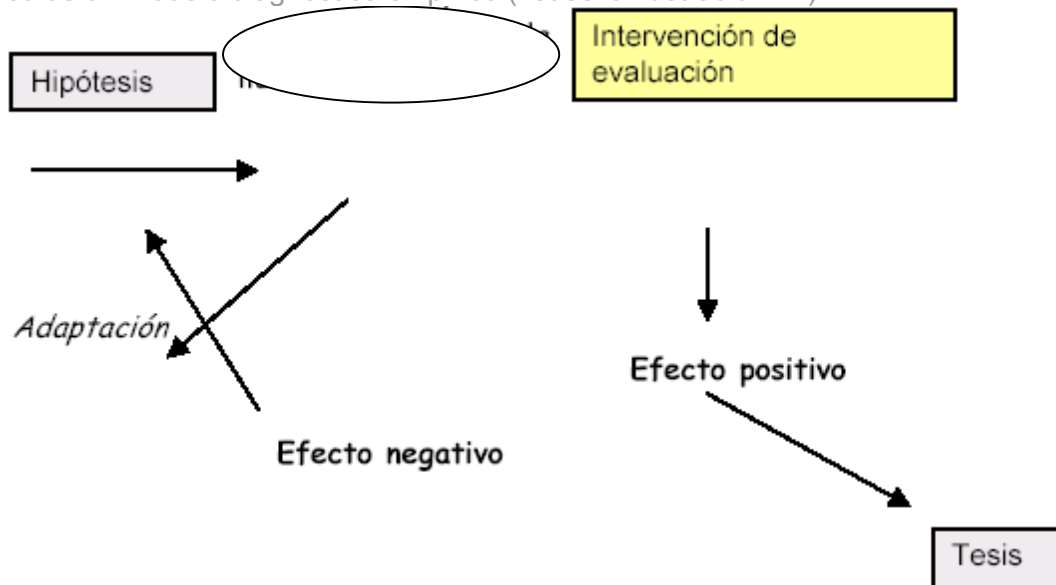 Hipótesis
Intervención de
evaluación
Adaptación
Efecto positivo
Efecto negativo
Tesis